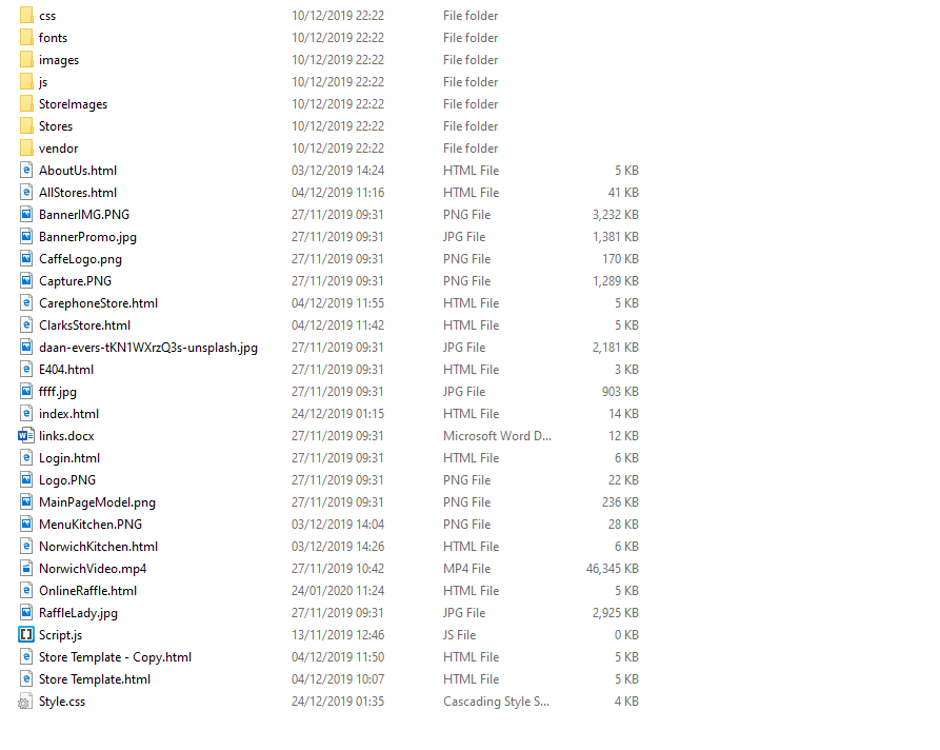 css 10/12/2019 22:22 File folder
fonts 10/12/2019 22:22 File folder
images 10/12/2019 22:22 File folder
js 10/12/2019 22:22 File folder
StoreImages 10/12/2019 22:22 File folder
Stores 10/12/2019 22:22 File folder
vendor 10/12/2019 22:22 File folder
AboutUs.html 03/12/2019 14:24 HTML File 5 KB
AllStores.html 04/12/2019 11:16 HTML File 41 KB
BannerIMG.PNG 27/11/2019 09:31 PNG File 3,232 KB
BannerPromo.jpg 27/11/2019 09:31 JPG File 1,381 KB
CaffeLogo.png 27/11/2019 09:31 PNG File 170 KB
Capture.PNG 27/11/2019 09:31 PNG File 1,289 KB
CarephoneStore.html 04/12/2019 11:55 HTML File 5 KB
ClarksStore.html 04/12/2019 11:42 HTML File 5 KB
daan-evers-tKN1WXrzQ3s-unsplash.jpg 27/11/2019 09:31 JPG File 2,181 KB
E404.html 27/11/2019 09:31 HTML File 3 KB
ffff.jpg 27/11/2019 09:31 JPG File 903 KB
index.html 24/12/2019 01:15 HTML File 14 KB
links.docx 27/11/2019 09:31 Microsoft Word D... 12 KB
Login.html 27/11/2019 09:31 HTML File 6 KB
Logo.PNG 27/11/2019 09:31 PNG File 22 KB
MainPageModel.png 27/11/2019 09:31 PNG File 236 KB
MenuKitchen.PNG 03/12/2019 14:04 PNG File 28 KB
NorwichKitchen.html 03/12/2019 14:26 HTML File 6 KB
NorwichVideo.mp4 27/11/2019 10:42 MP4 File 46,345 KB
OnlineRaffle.html 24/01/2020 11:24 HTML File 5 KB
RaffleLady.jpg 27/11/2019 09:31 JPG File 2,925 KB
Script.js 13/11/2019 12:46 JS File 0 KB
Store Template - Copy.html 04/12/2019 11:50 HTML File 5 KB
Store Template.html 04/12/2019 10:07 HTML File 5 KB
Style.css 24/12/2019 01:35 Cascading Style S... 4 KB